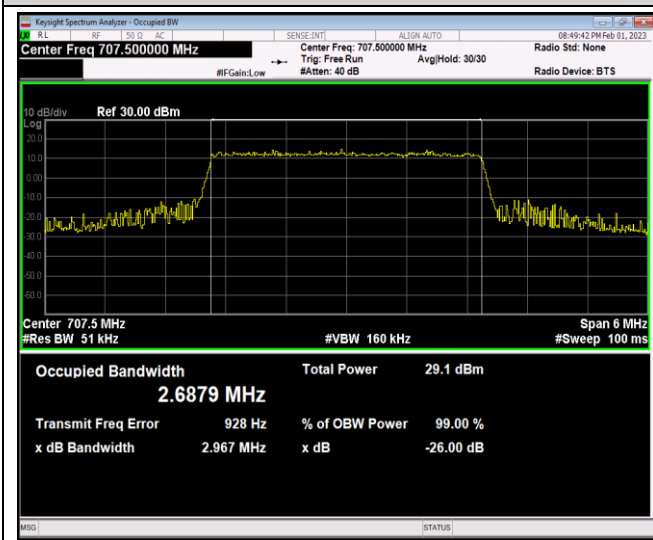 Keysight Spectrum Analyzer - Occupied BW
RL RF 50 Ω AC SENSE:INT ALIGN AUTO 08:49:42 PM Feb 01, 2023
Center Freq 707.500000 MHz Center Freq: 707.500000 MHz Radio Std: None
Trig: Free Run Avg|Hold: 30/30
#IFGain:Low #Atten: 40 dB Radio Device: BTS
10 dB/div Ref 30.00 dBm
Log
20.0
10.0
0.00
-10.0
-20.0
-30.0
-40.0
-50.0
-60.0
Center 707.5 MHz Span 6 MHz
#Res BW 51 kHz #VBW 160 kHz #Sweep 100 ms
Occupied Bandwidth Total Power 29.1 dBm
2.6879 MHz
Transmit Freq Error 928 Hz % of OBW Power 99.00 %
x dB Bandwidth 2.967 MHz x dB -26.00 dB
MSG STATUS